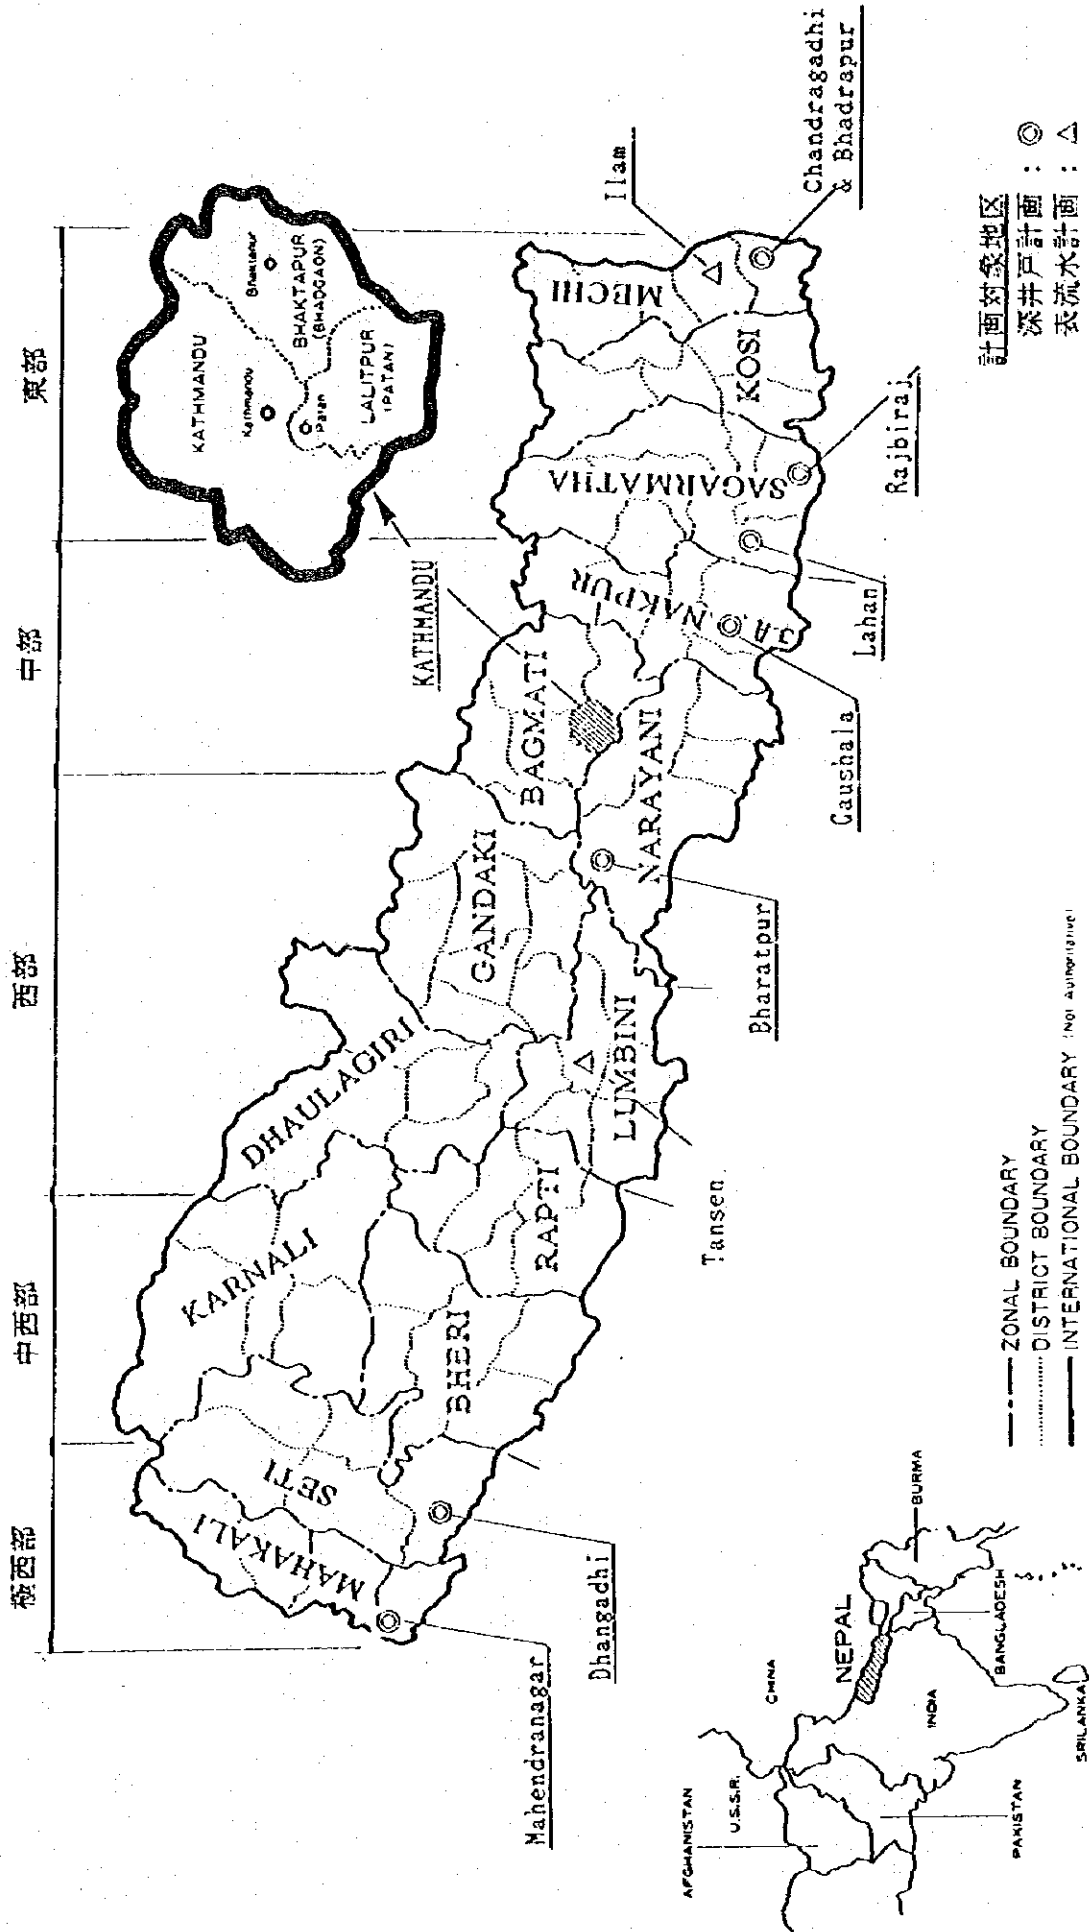 極西部
中西部
西部
中部
東部
KATHMANDU
Kathmandu
Bhaktapur
BHAKTAPUR
(BHADGAON)
Patan
LALITPUR
(PATAN)
KATHMANDU
MAHAKALI
SETI
KARNALI
BHERI
DHAULAGIRI
RAPTI
GANDAKI
LUMBINI
BAGMATI
NARAYANI
JANAKPUR
SAGARMATHA
KOSI
MECHI
Mahendranagar
Dhangadhi
Tansen
Bharatpur
Gaushala
Lahan
Rajbiraj
Ilam
Chandragadhi
& Bhadrapur
AFGHANISTAN
U.S.S.R.
CHINA
NEPAL
BURMA
INDIA
PAKISTAN
BANGLADESH
SRILANKA
ZONAL BOUNDARY
DISTRICT BOUNDARY
INTERNATIONAL BOUNDARY (Not Authoritative)
計画対象地区
深井戸計画 : ◎
表流水計画 : △